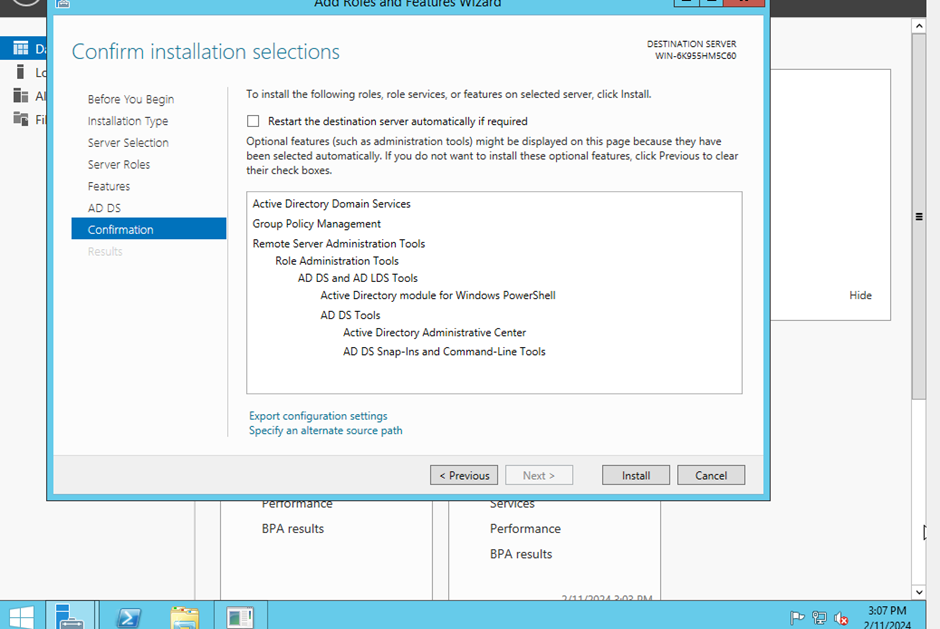 Add Roles and Features Wizard
Confirm installation selections
DESTINATION SERVER
WIN-6K955HM5C60
Before You Begin
Installation Type
Server Selection
Server Roles
Features
AD DS
Confirmation
Results
To install the following roles, role services, or features on selected server, click Install.
Restart the destination server automatically if required
Optional features (such as administration tools) might be displayed on this page because they have
been selected automatically. If you do not want to install these optional features, click Previous to clear
their check boxes.
Active Directory Domain Services
Group Policy Management
Remote Server Administration Tools
Role Administration Tools
AD DS and AD LDS Tools
Active Directory module for Windows PowerShell
AD DS Tools
Active Directory Administrative Center
AD DS Snap-Ins and Command-Line Tools
Export configuration settings
Specify an alternate source path
< Previous
Next >
Install
Cancel
Da
Lo
Al
Fil
Hide
Performance
BPA results
Services
Performance
BPA results
2/11/2024 3:03 PM
3:07 PM
2/11/2024